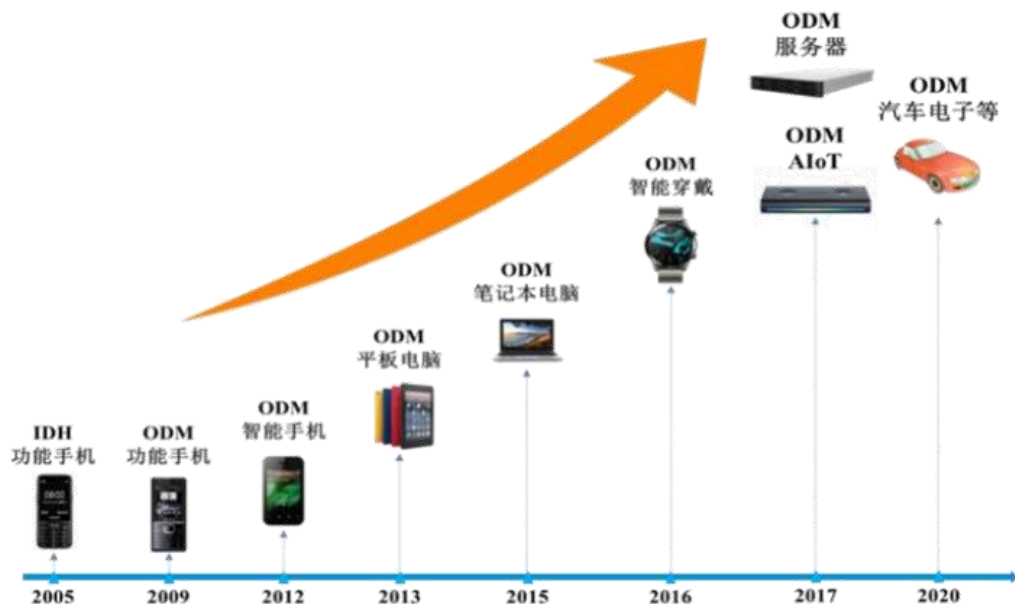 ODM
服务器
ODM
汽车电子等
ODM
AIoT
ODM
智能穿戴
ODM
笔记本电脑
ODM
平板电脑
ODM
智能手机
IDH
功能手机
ODM
功能手机
2005
2009
2012
2013
2015
2016
2017
2020